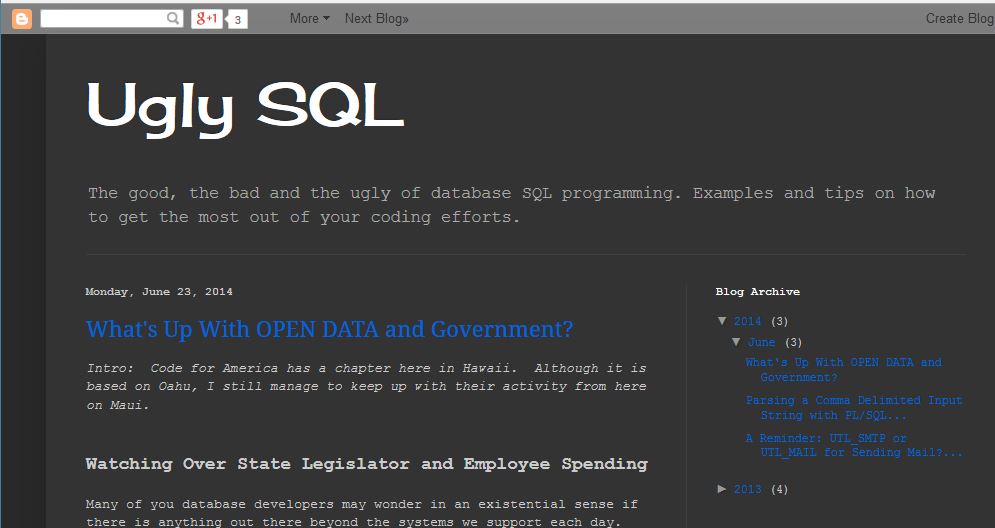 g+1 3 More Next Blog» Create Blog
Ugly SQL
The good, the bad and the ugly of database SQL programming. Examples and tips on how
to get the most out of your coding efforts.
Monday, June 23, 2014
What's Up With OPEN DATA and Government?
Intro:  Code for America has a chapter here in Hawaii.  Although it is
based on Oahu, I still manage to keep up with their activity from here
on Maui.
Watching Over State Legislator and Employee Spending
Many of you database developers may wonder in an existential sense if
there is anything out there beyond the systems we support each day.
Blog Archive
▼ 2014 (3)
▼ June (3)
What's Up With OPEN DATA and
Government?
Parsing a Comma Delimited Input
String with PL/SQL...
A Reminder: UTL_SMTP or
UTL_MAIL for Sending Mail?...
► 2013 (4)